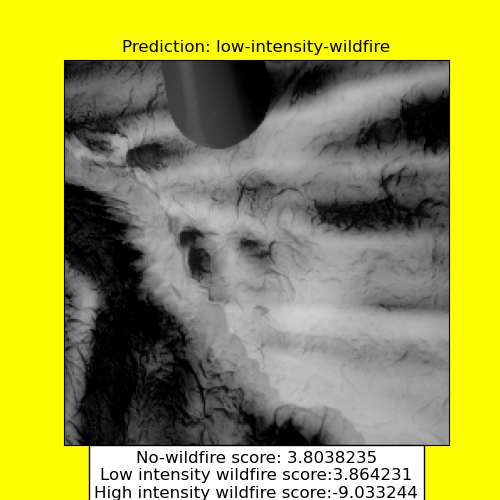 Prediction: low-intensity-wildfire
No-wildfire score: 3.8038235
Low intensity wildfire score:3.864231
High intensity wildfire score:-9.033244